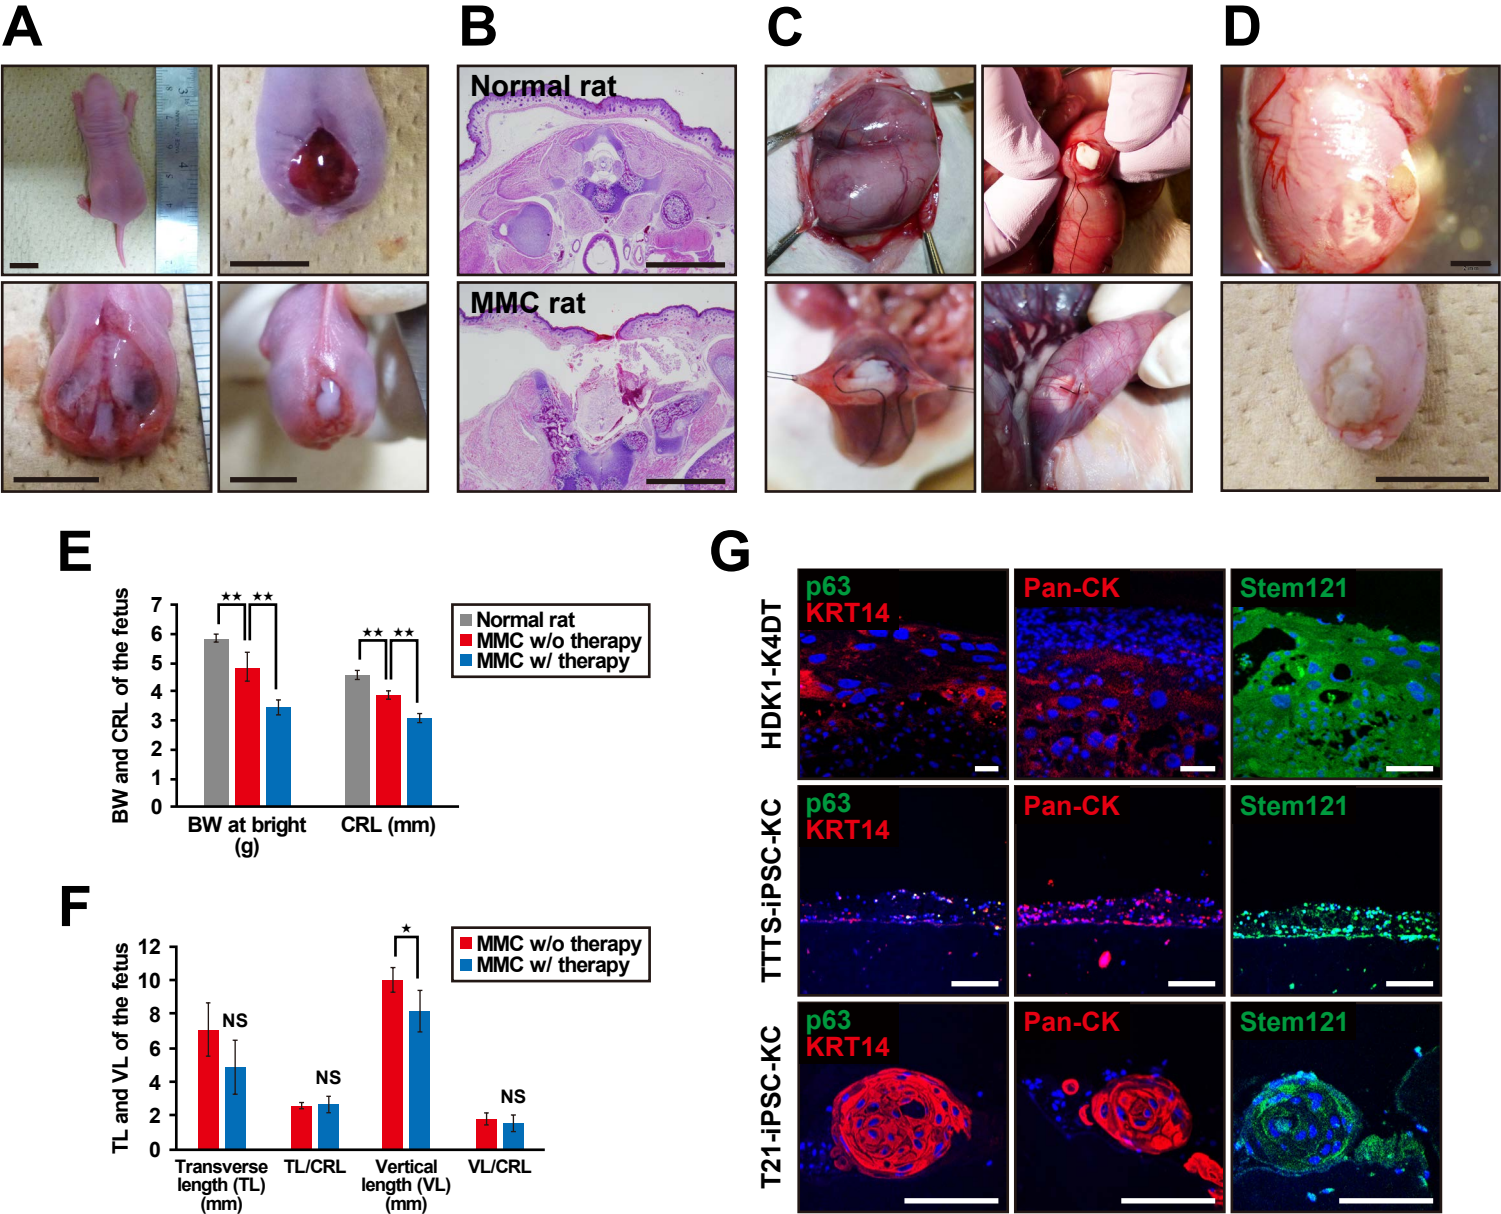 A
B
C
D
Normal rat
MMC rat
E
BW and CRL of the fetus
7
6
5
4
3
2
1
0
★★
★★
★★
★★
BW at bright
(g)
CRL (mm)
Normal rat
MMC w/o therapy
MMC w/ therapy
F
TL and VL of the fetus
12
10
8
6
4
2
0
NS
NS
★
NS
Transverse
length (TL)
(mm)
TL/CRL
Vertical
length (VL)
(mm)
VL/CRL
MMC w/o therapy
MMC w/ therapy
G
HDK1-K4DT
p63
KRT14
Pan-CK
Stem121
TTTS-iPSC-KC
p63
KRT14
Pan-CK
Stem121
T21-iPSC-KC
p63
KRT14
Pan-CK
Stem121